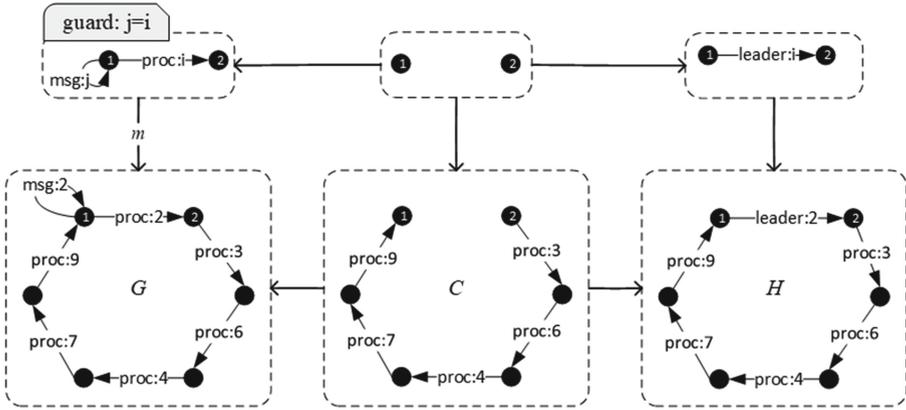 guard: j=i
1 proc:i 2
msg:j
1 2
1 leader:i 2
m
msg:2
1 proc:2 2
proc:3
proc:9
G
proc:6
proc:7
proc:4
1 2
proc:3
proc:9
C
proc:6
proc:7
proc:4
1 leader:2 2
proc:3
proc:9
H
proc:6
proc:7
proc:4